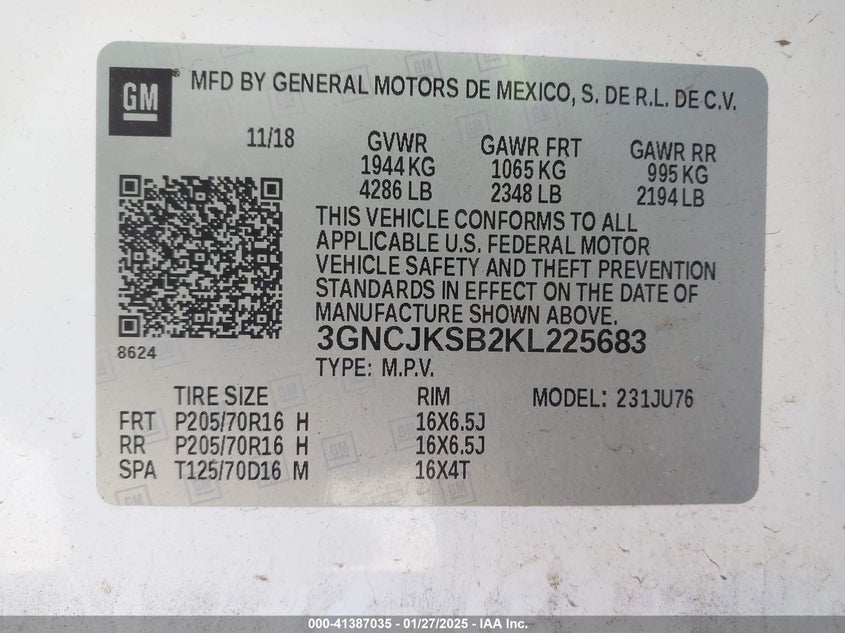 GM® MFD BY GENERAL MOTORS DE MEXICO, S. DE R.L. DE C.V.
11/18 GVWR GAWR FRT GAWR RR
1944 KG 1065 KG 995 KG
4286 LB 2348 LB 2194 LB
THIS VEHICLE CONFORMS TO ALL
APPLICABLE U.S. FEDERAL MOTOR
VEHICLE SAFETY AND THEFT PREVENTION
STANDARDS IN EFFECT ON THE DATE OF
MANUFACTURE SHOWN ABOVE.
3GNCJKSB2KL225683
8624
TYPE: M.P.V.
TIRE SIZE RIM MODEL: 231JU76
FRT P205/70R16 H 16X6.5J
RR P205/70R16 H 16X6.5J
SPA T125/70D16 M 16X4T
000-41387035 — 01/27/2025 — IAA Inc.